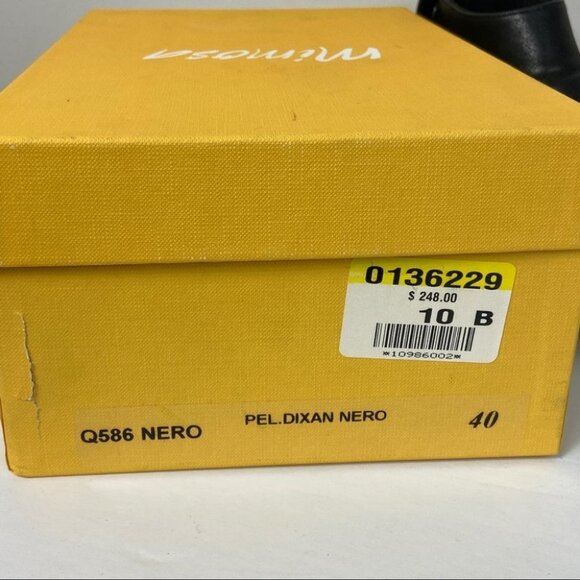 mimosa
0136229
$ 248.00
10 B
*10986002*
Q586 NERO
PEL.DIXAN NERO
40